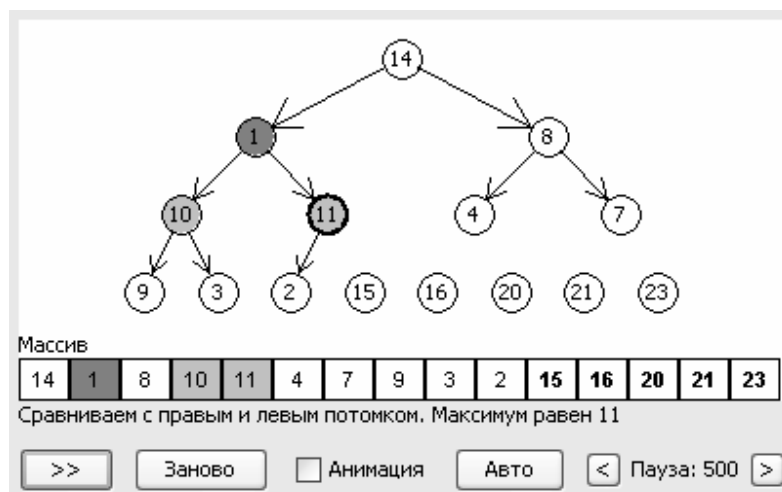 14
1 8
10 11 4 7
9 3 2 15 16 20 21 23
Массив
14 1 8 10 11 4 7 9 3 2 15 16 20 21 23
Сравниваем с правым и левым потомком. Максимум равен 11
>> Заново Анимация Авто < Пауза: 500 >